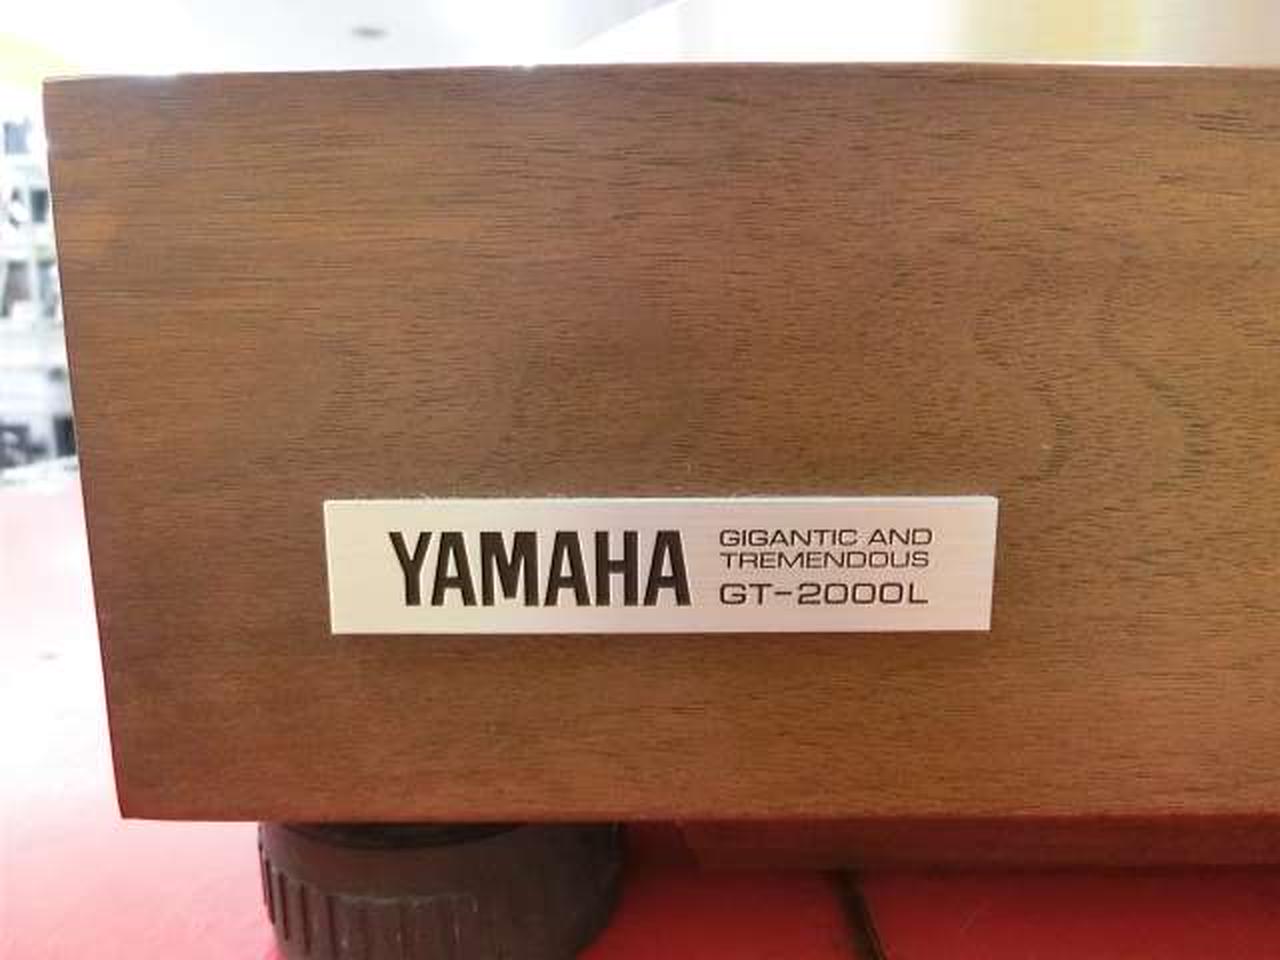 YAMAHA
GIGANTIC AND
TREMENDOUS
GT-2000L